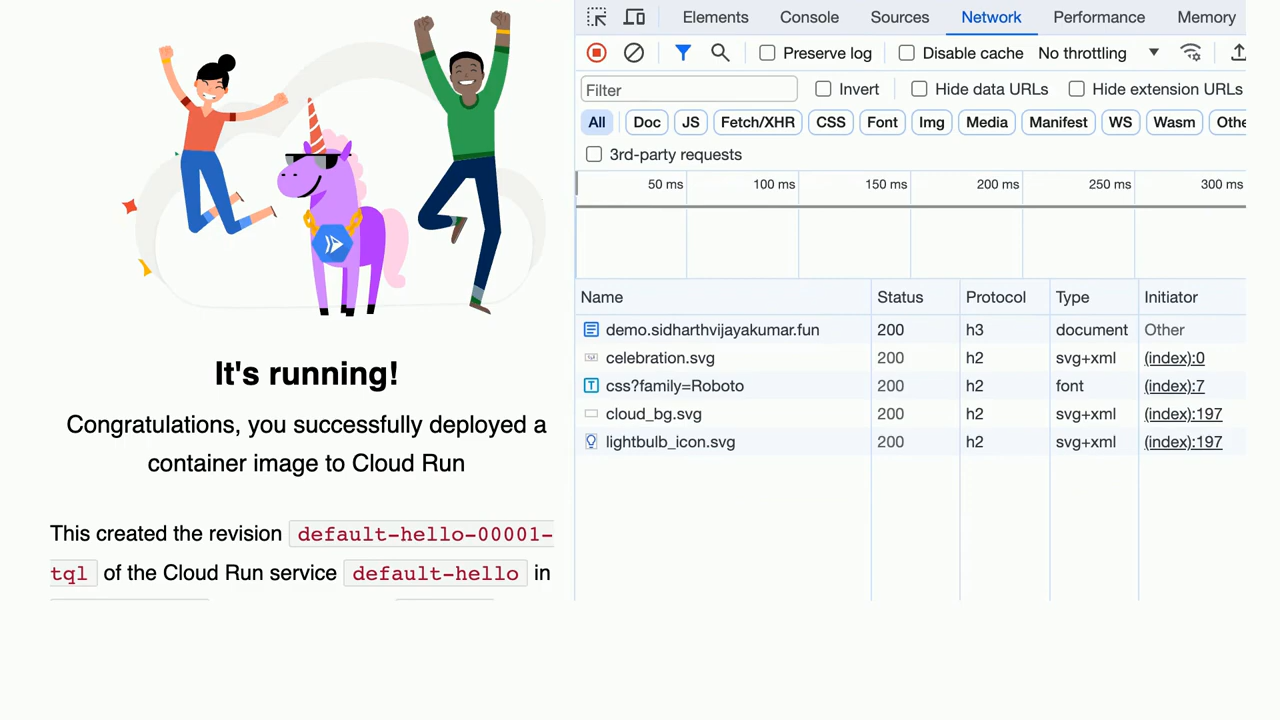 It's running!
Congratulations, you successfully deployed a
container image to Cloud Run
This created the revision default-hello-00001-
tql of the Cloud Run service default-hello in
Elements Console Sources Network Performance Memory
Preserve log Disable cache No throttling
Filter Invert Hide data URLs Hide extension URLs
All Doc JS Fetch/XHR CSS Font Img Media Manifest WS Wasm Othe
3rd-party requests
50 ms 100 ms 150 ms 200 ms 250 ms 300 ms
Name Status Protocol Type Initiator
demo.sidharthvijayakumar.fun 200 h3 document Other
celebration.svg 200 h2 svg+xml (index):0
css?family=Roboto 200 h2 font (index):7
cloud_bg.svg 200 h2 svg+xml (index):197
lightbulb_icon.svg 200 h2 svg+xml (index):197